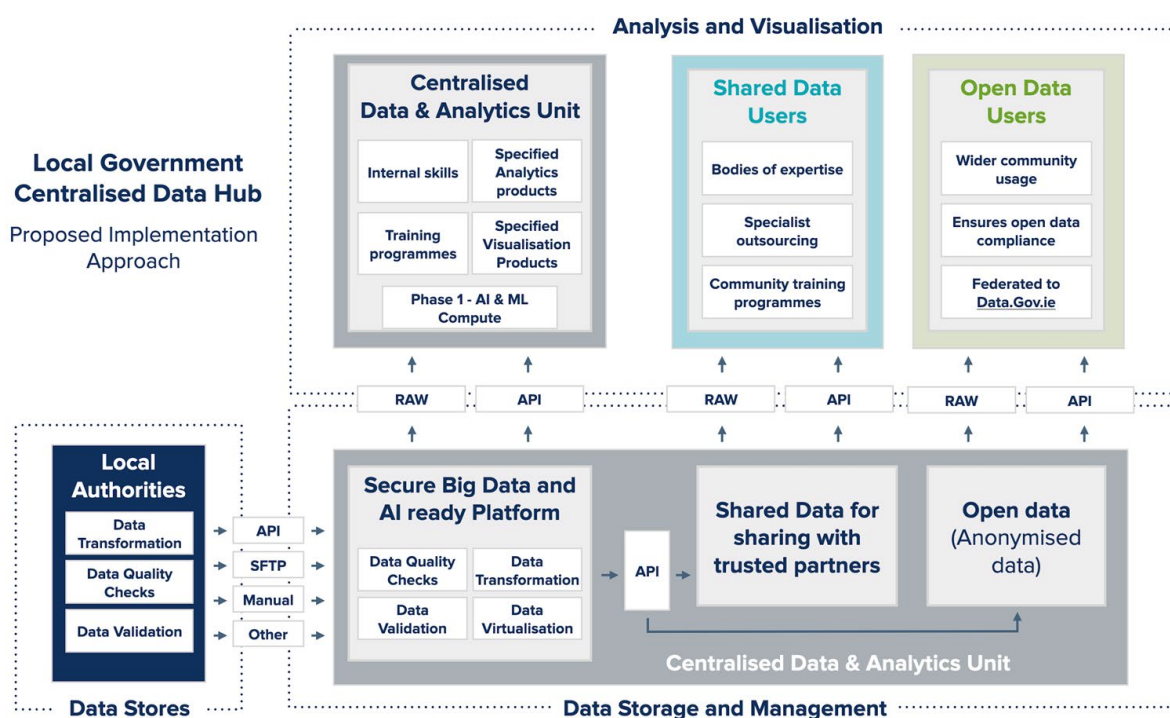 Analysis and Visualisation
Local Government
Centralised Data Hub
Proposed Implementation
Approach
Centralised
Data & Analytics Unit
Internal skills
Specified
Analytics
products
Training
programmes
Specified
Visualisation
Products
Phase 1 - AI & ML
Compute
Shared Data
Users
Bodies of expertise
Specialist
outsourcing
Community training
programmes
Open Data
Users
Wider community
usage
Ensures open data
compliance
Federated to
Data.Gov.ie
RAW
API
RAW
API
RAW
API
Local
Authorities
Data
Transformation
Data Quality
Checks
Data Validation
API
SFTP
Manual
Other
Secure Big Data and
AI ready Platform
Data Quality
Checks
Data
Transformation
Data
Validation
Data
Virtualisation
API
Shared Data for
sharing with
trusted partners
Open data
(Anonymised
data)
Centralised Data & Analytics Unit
Data Stores
Data Storage and Management